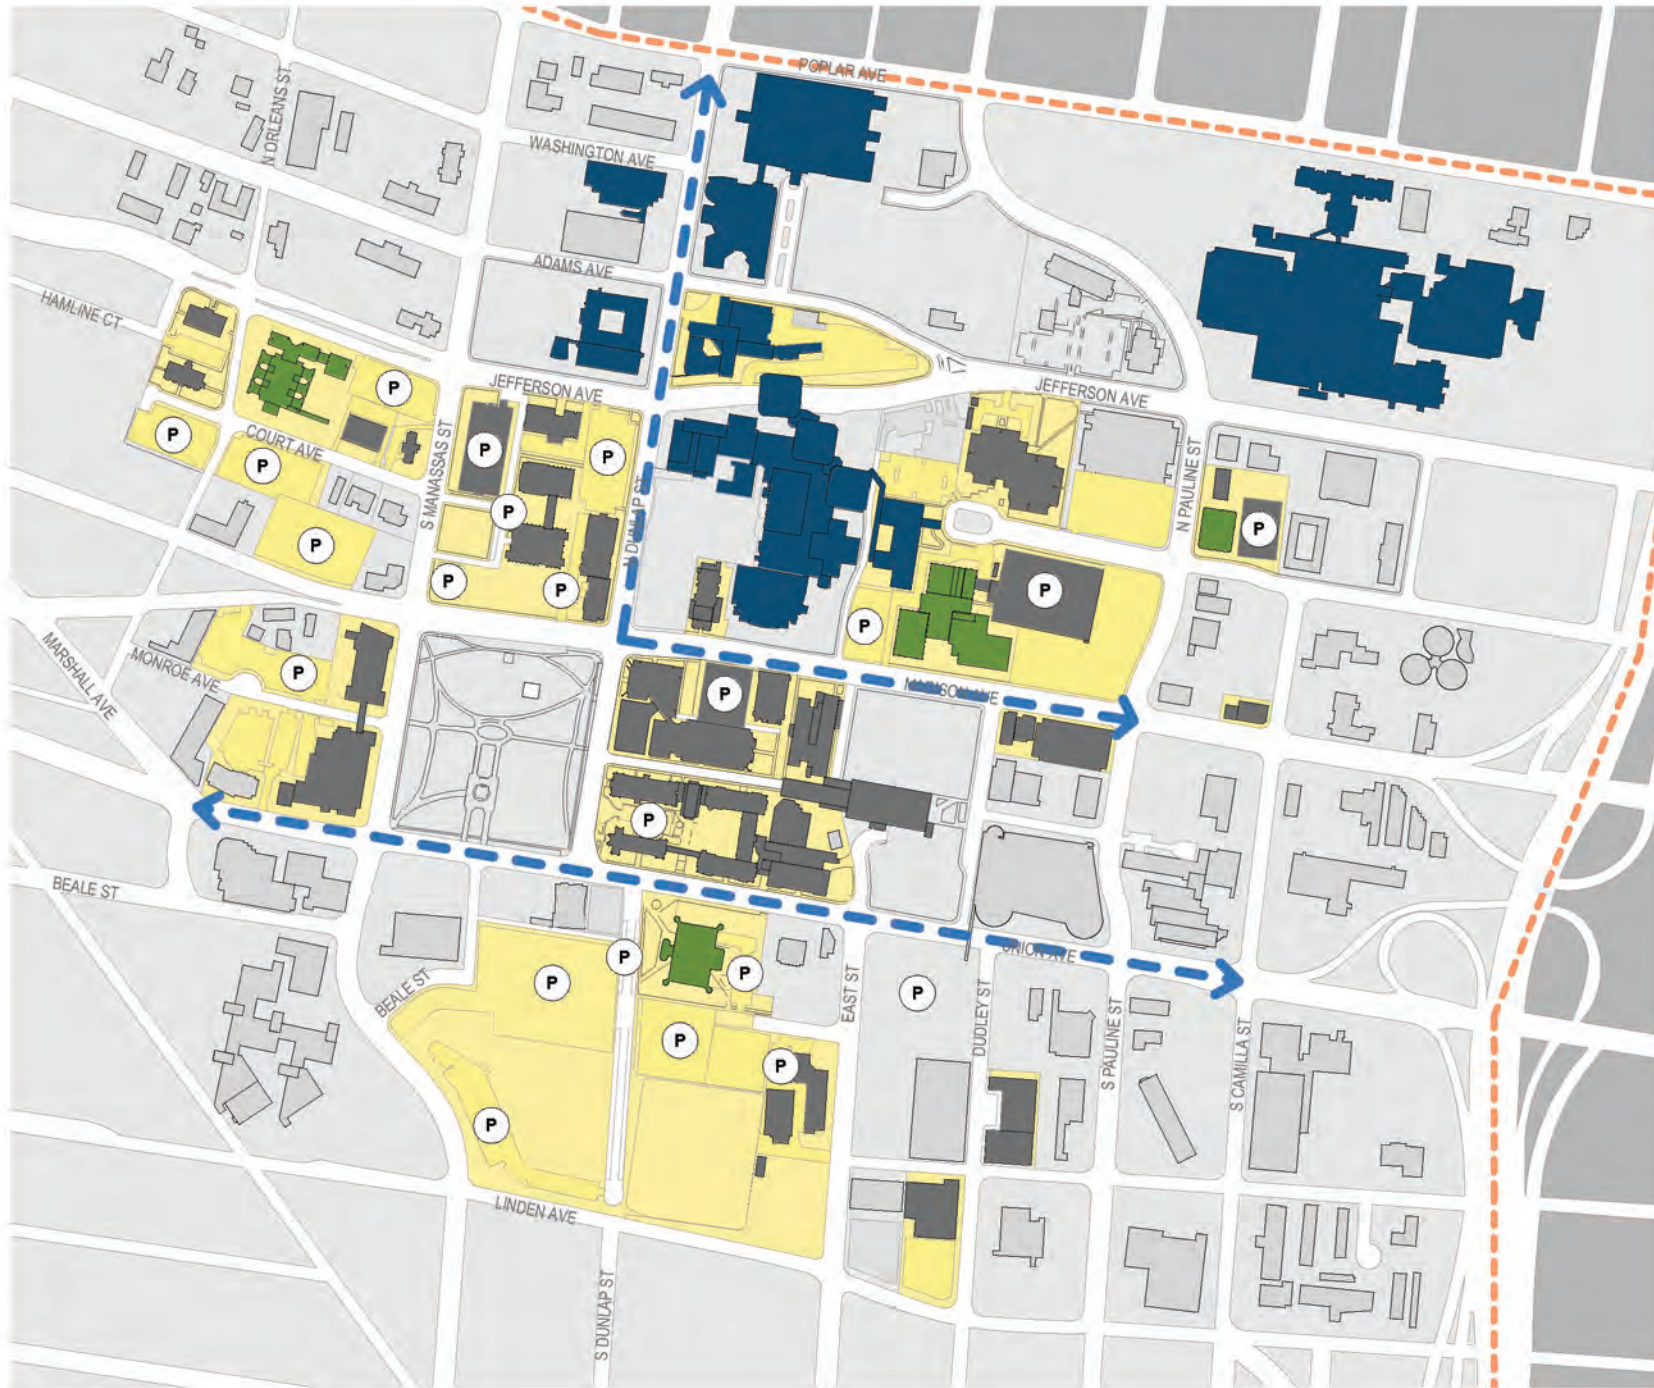 POPLAR AVE
N ORLEANS ST
WASHINGTON AVE
ADAMS AVE
HAMLINE CT
JEFFERSON AVE
JEFFERSON AVE
P
P
COURT AVE
P
P
P
S MANASSAS ST
N DUNLAP ST
N PAULINE ST
P
P
P
P
P
P
P
P
MARSHALL AVE
MONROE AVE
P
MADISON AVE
P
P
BEALE ST
UNION AVE
P
P
P
P
BEALE ST
EAST ST
DUDLEY ST
S PAULINE ST
S CAMILLA ST
P
P
P
LINDEN AVE
S DUNLAP ST